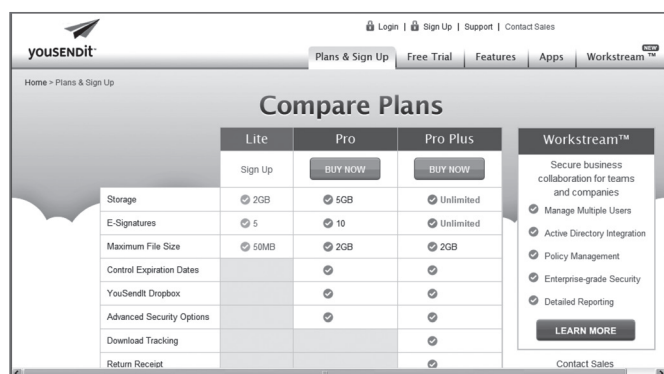 Login | Sign Up | Support | Contact Sales
yousendit™
Plans & Sign Up Free Trial Features Apps Workstream™ NEW
Home > Plans & Sign Up
Compare Plans
Lite Pro Pro Plus
Sign Up BUY NOW BUY NOW
Storage 2GB 5GB Unlimited
E-Signatures 5 10 Unlimited
Maximum File Size 50MB 2GB 2GB
Control Expiration Dates
YouSendIt Dropbox
Advanced Security Options
Download Tracking
Return Receipt
Workstream™
Secure business
collaboration for teams
and companies
Manage Multiple Users
Active Directory Integration
Policy Management
Enterprise-grade Security
Detailed Reporting
LEARN MORE
Contact Sales